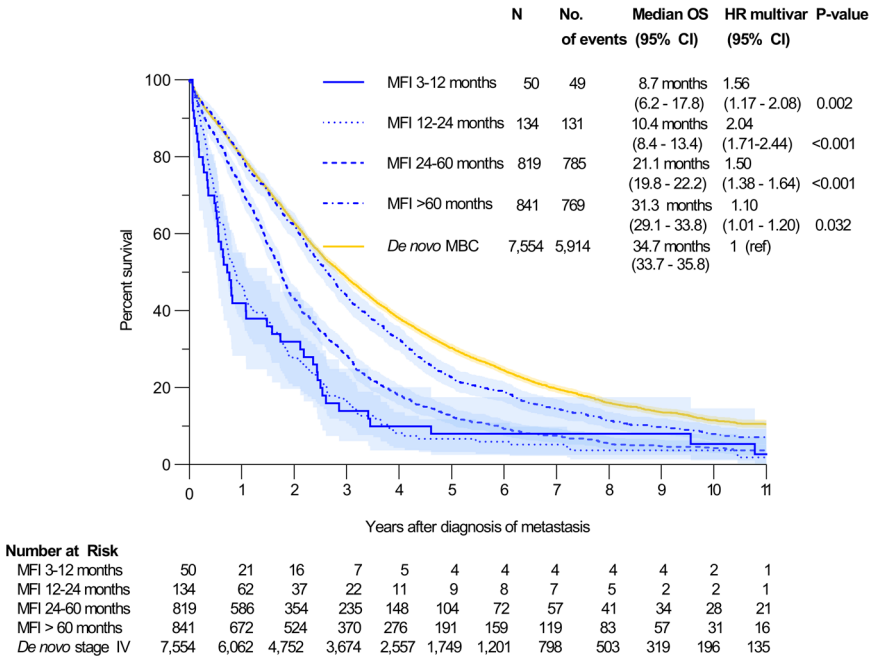 N No. Median OS HR multivar P-value
of events (95% CI) (95% CI)
MFI 3-12 months 50 49 8.7 months 1.56
(6.2 - 17.8) (1.17 - 2.08) 0.002
MFI 12-24 months 134 131 10.4 months 2.04
(8.4 - 13.4) (1.71-2.44) <0.001
MFI 24-60 months 819 785 21.1 months 1.50
(19.8 - 22.2) (1.38 - 1.64) <0.001
MFI >60 months 841 769 31.3 months 1.10
(29.1 - 33.8) (1.01 - 1.20) 0.032
De novo MBC 7,554 5,914 34.7 months 1 (ref)
(33.7 - 35.8)
Percent survival
100
80
60
40
20
0
0 1 2 3 4 5 6 7 8 9 10 11
Years after diagnosis of metastasis
Number at Risk
MFI 3-12 months 50 21 16 7 5 4 4 4 4 4 2 1
MFI 12-24 months 134 62 37 22 11 9 8 7 5 2 2 1
MFI 24-60 months 819 586 354 235 148 104 72 57 41 34 28 21
MFI > 60 months 841 672 524 370 276 191 159 119 83 57 31 16
De novo stage IV 7,554 6,062 4,752 3,674 2,557 1,749 1,201 798 503 319 196 135